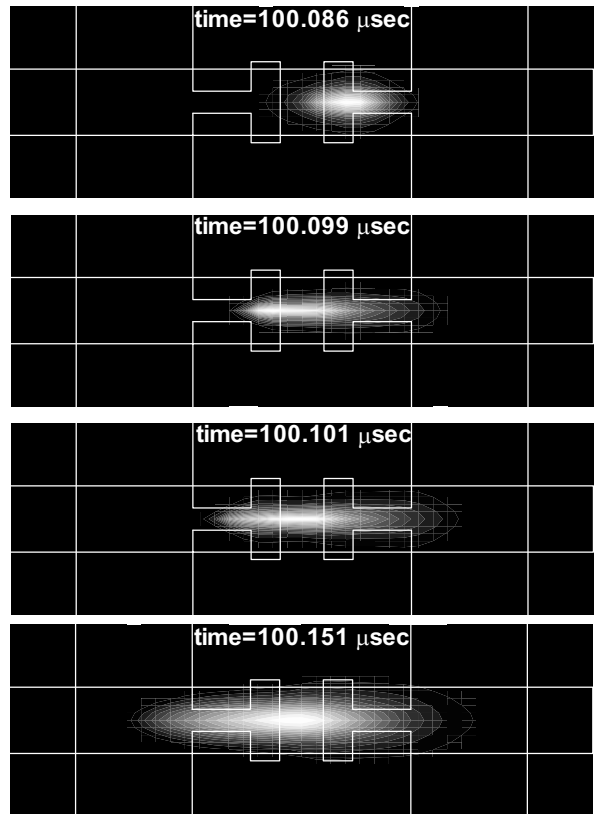 time=100.086 μsec
time=100.099 μsec
time=100.101 μsec
time=100.151 μsec